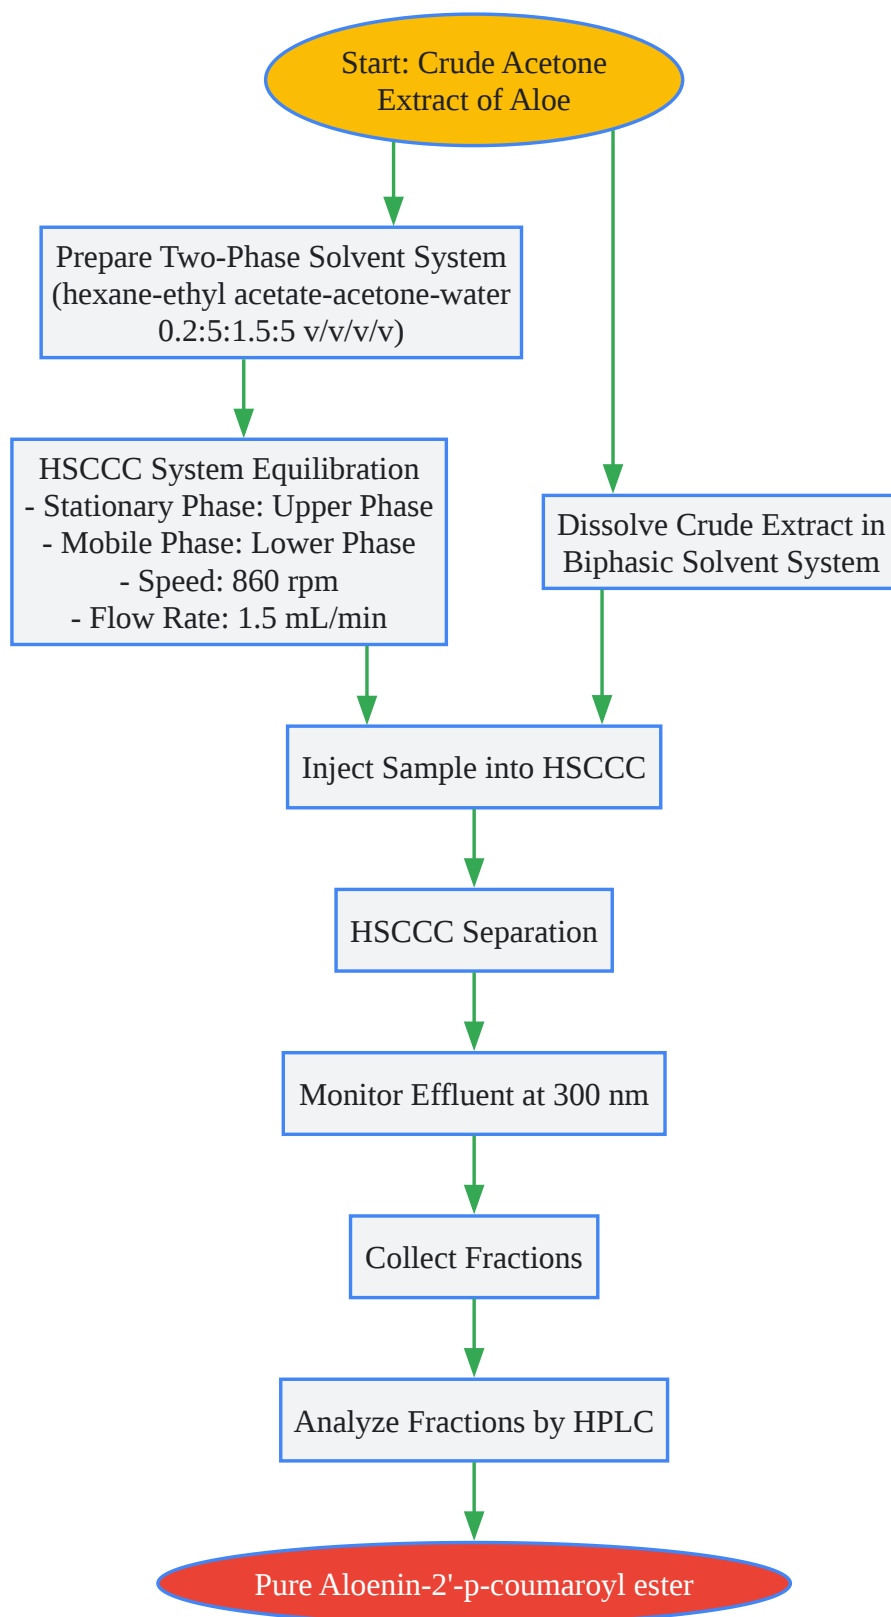 Start: Crude Acetone
Extract of Aloe
Prepare Two-Phase Solvent System
(hexane-ethyl acetate-acetone-water
0.2:5:1.5:5 v/v/v/v)
HSCCC System Equilibration
- Stationary Phase: Upper Phase
- Mobile Phase: Lower Phase
- Speed: 860 rpm
- Flow Rate: 1.5 mL/min
Dissolve Crude Extract in
Biphasic Solvent System
Inject Sample into HSCCC
HSCCC Separation
Monitor Effluent at 300 nm
Collect Fractions
Analyze Fractions by HPLC
Pure Aloenin-2'-p-coumaroyl ester